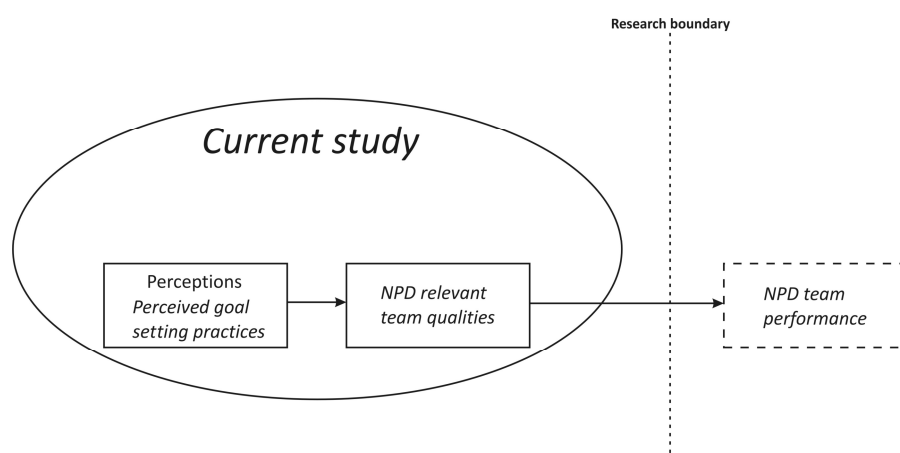 Research boundary
Current study
Perceptions
Perceived goal
setting practices
NPD relevant
team qualities
NPD team
performance